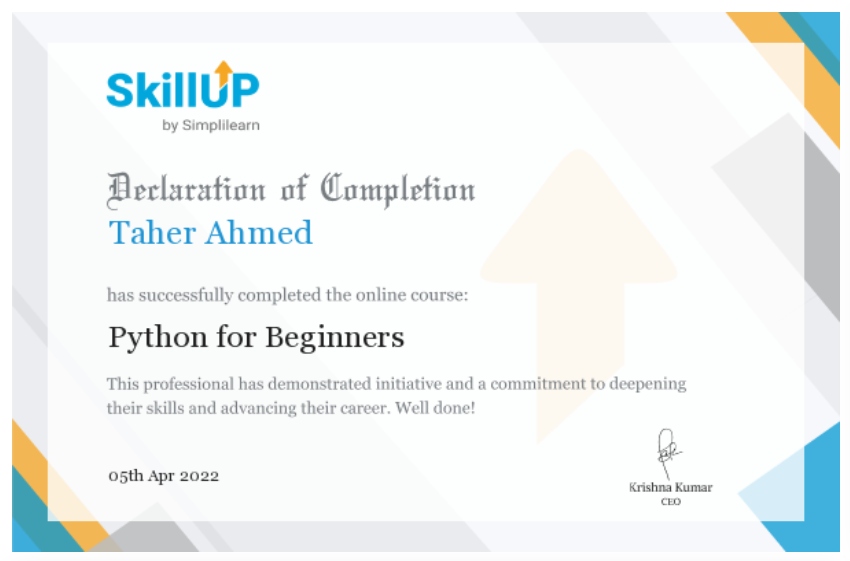 SkillUP
by Simplilearn
Declaration of Completion
Taher Ahmed
has successfully completed the online course:
Python for Beginners
This professional has demonstrated initiative and a commitment to deepening
their skills and advancing their career. Well done!
05th Apr 2022
Krishna Kumar
CEO